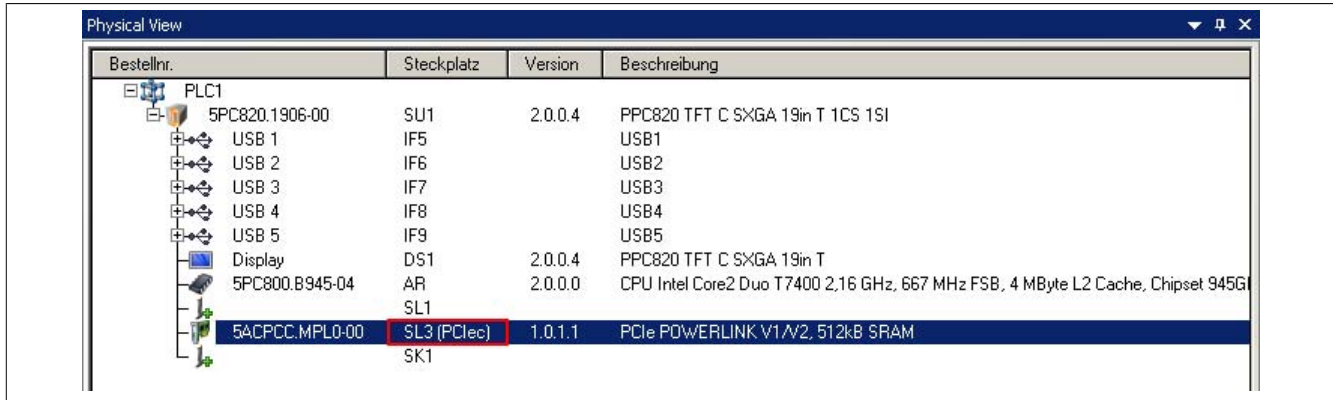 Physical View
Bestellnr. Steckplatz Version Beschreibung
PLC1
5PC820.1906-00 SU1 2.0.0.4 PPC820 TFT C SXGA 19in T 1CS 1SI
USB 1 IF5 USB1
USB 2 IF6 USB2
USB 3 IF7 USB3
USB 4 IF8 USB4
USB 5 IF9 USB5
Display DS1 2.0.0.4 PPC820 TFT C SXGA 19in T
5PC800.B945-04 AR 2.0.0.0 CPU Intel Core2 Duo T7400 2,16 GHz, 667 MHz FSB, 4 MByte L2 Cache, Chipset
SL1
5ACPCC.MPL0-00 SL3 (PCIec) 1.0.1.1 PCIe POWERLINK V1/V2, 512kB SRAM
SK1